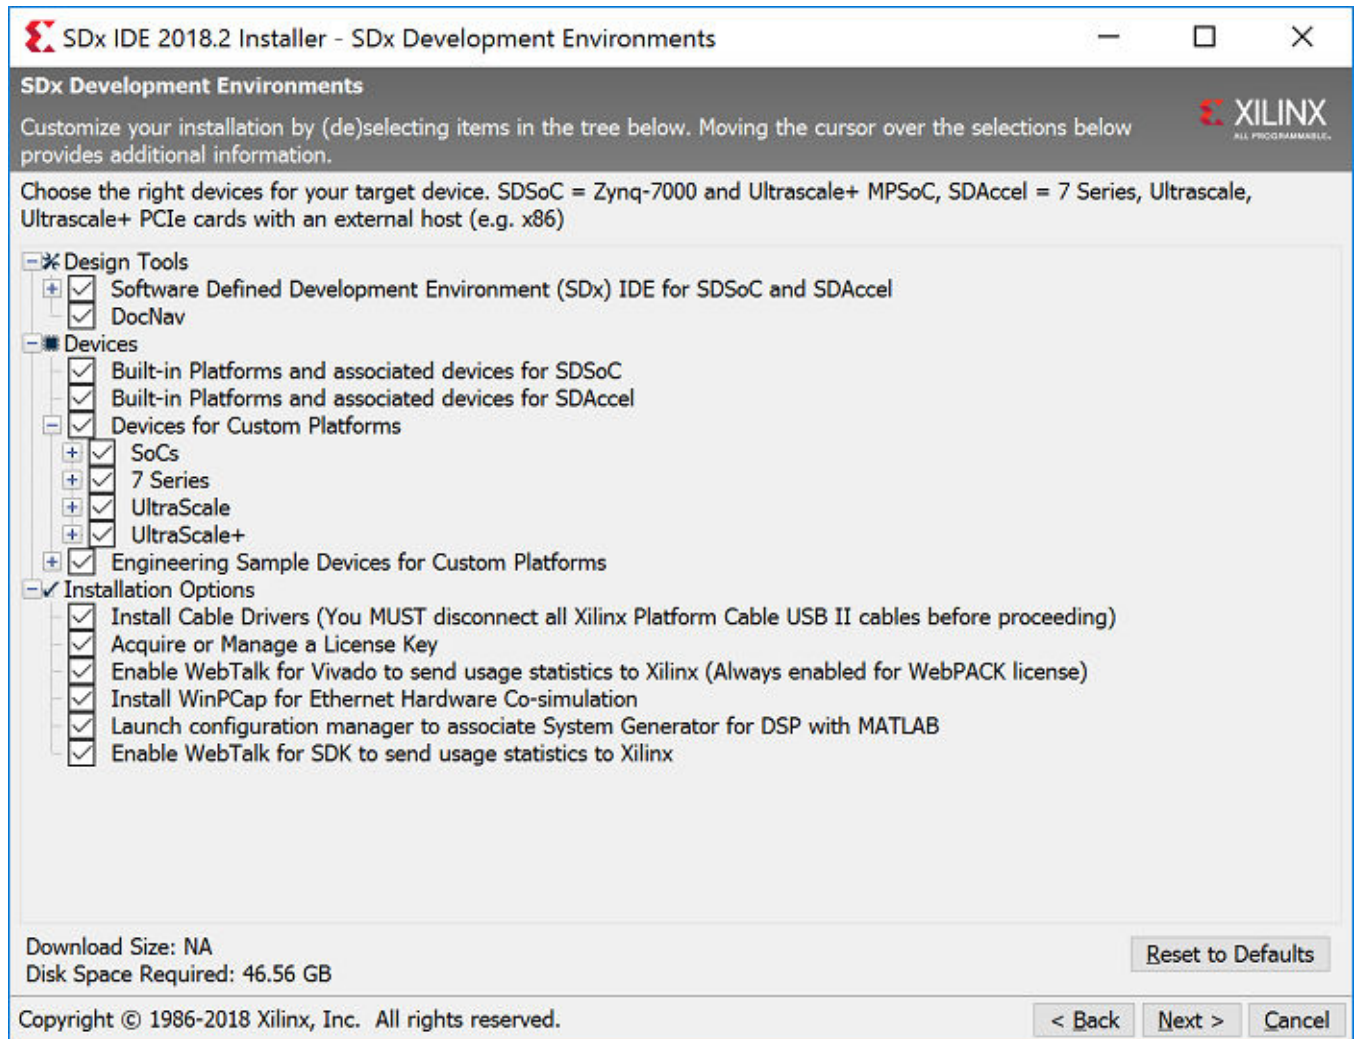 SDx IDE 2018.2 Installer - SDx Development Environments
SDx Development Environments
Customize your installation by (de)selecting items in the tree below. Moving the cursor over the selections below
provides additional information.
XILINX
ALL PROGRAMMABLE.
Choose the right devices for your target device. SDSoC = Zynq-7000 and Ultrascale+ MPSoC, SDAccel = 7 Series, Ultrascale,
Ultrascale+ PCIe cards with an external host (e.g. x86)
Design Tools
Software Defined Development Environment (SDx) IDE for SDSoC and SDAccel
DocNav
Devices
Built-in Platforms and associated devices for SDSoC
Built-in Platforms and associated devices for SDAccel
Devices for Custom Platforms
SoCs
7 Series
UltraScale
UltraScale+
Engineering Sample Devices for Custom Platforms
Installation Options
Install Cable Drivers (You MUST disconnect all Xilinx Platform Cable USB II cables before proceeding)
Acquire or Manage a License Key
Enable WebTalk for Vivado to send usage statistics to Xilinx (Always enabled for WebPACK license)
Install WinPCap for Ethernet Hardware Co-simulation
Launch configuration manager to associate System Generator for DSP with MATLAB
Enable WebTalk for SDK to send usage statistics to Xilinx
Download Size: NA
Disk Space Required: 46.56 GB
Reset to Defaults
Copyright © 1986-2018 Xilinx, Inc. All rights reserved.
< Back
Next >
Cancel